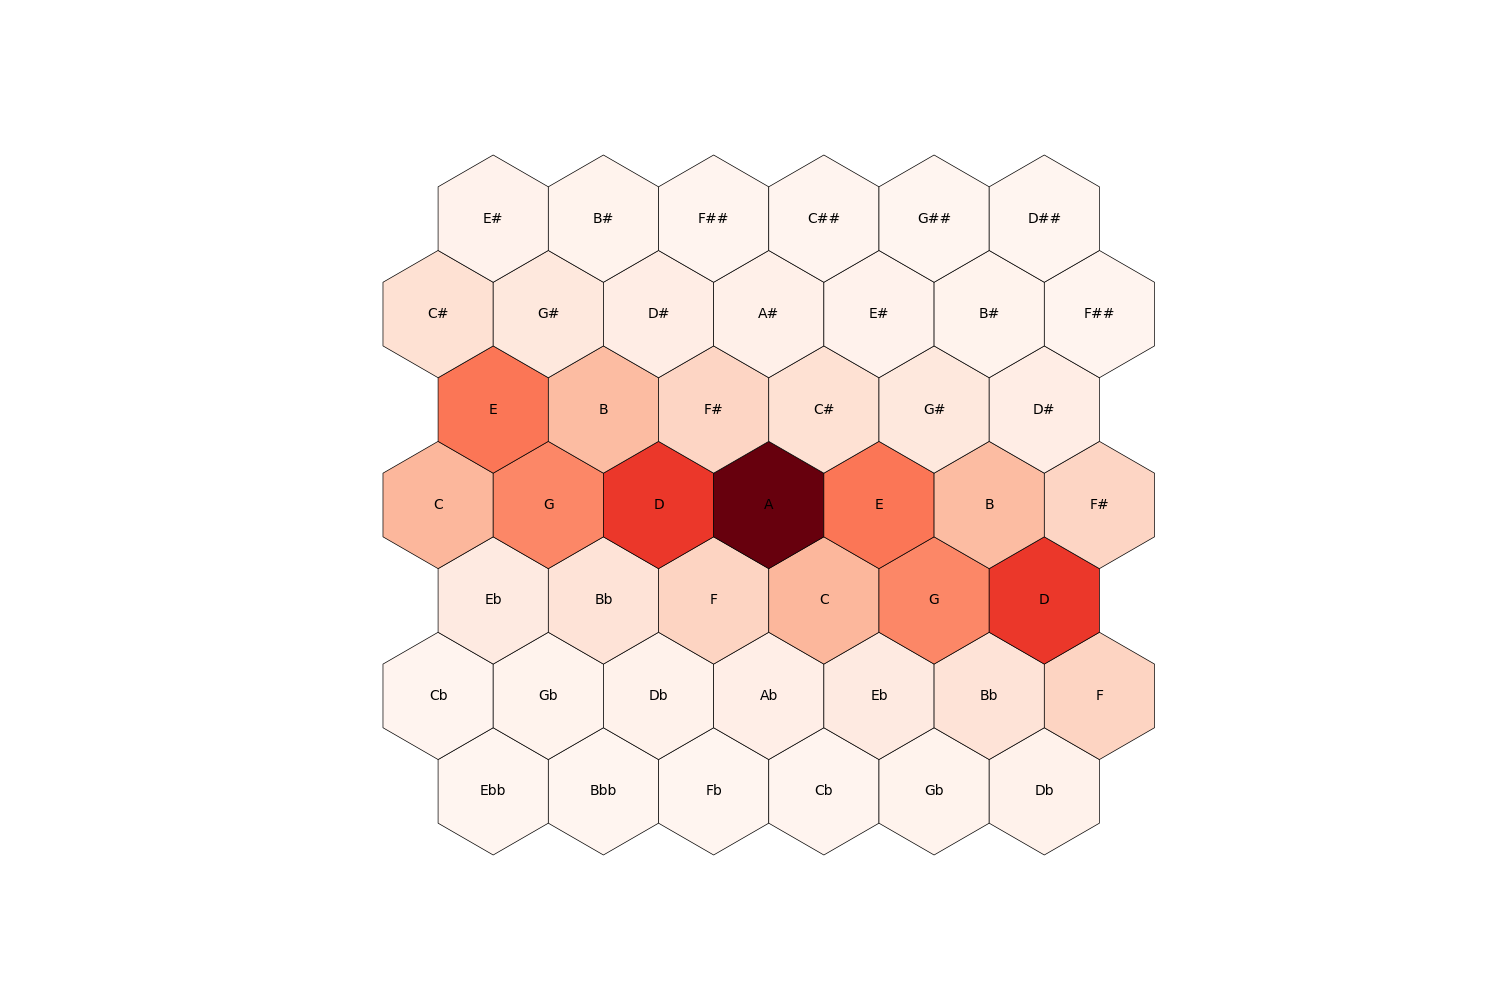 E# B# F## C## G## D##
C# G# D# A# E# B# F##
E B F# C# G# D#
C G D A E B F#
Eb Bb F C G D
Cb Gb Db Ab Eb Bb F
Ebb Bbb Fb Cb Gb Db